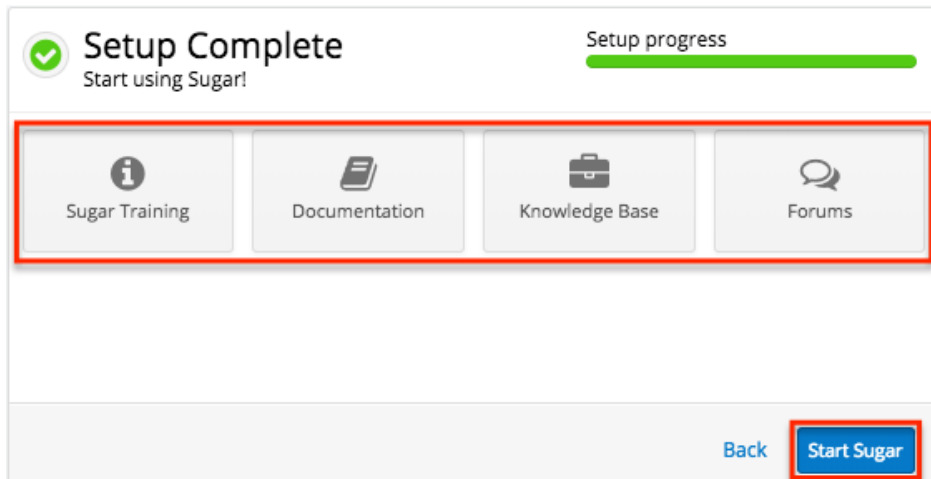 Setup Complete
Start using Sugar!
Setup progress
Sugar Training
Documentation
Knowledge Base
Forums
Back
Start Sugar